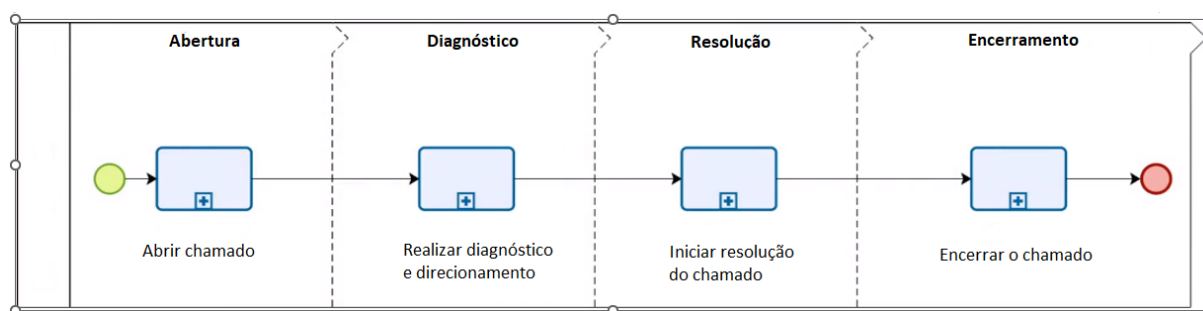 Abertura
Diagnóstico
Resolução
Encerramento
Abrir chamado
Realizar diagnóstico
e direcionamento
Iniciar resolução
do chamado
Encerrar o chamado